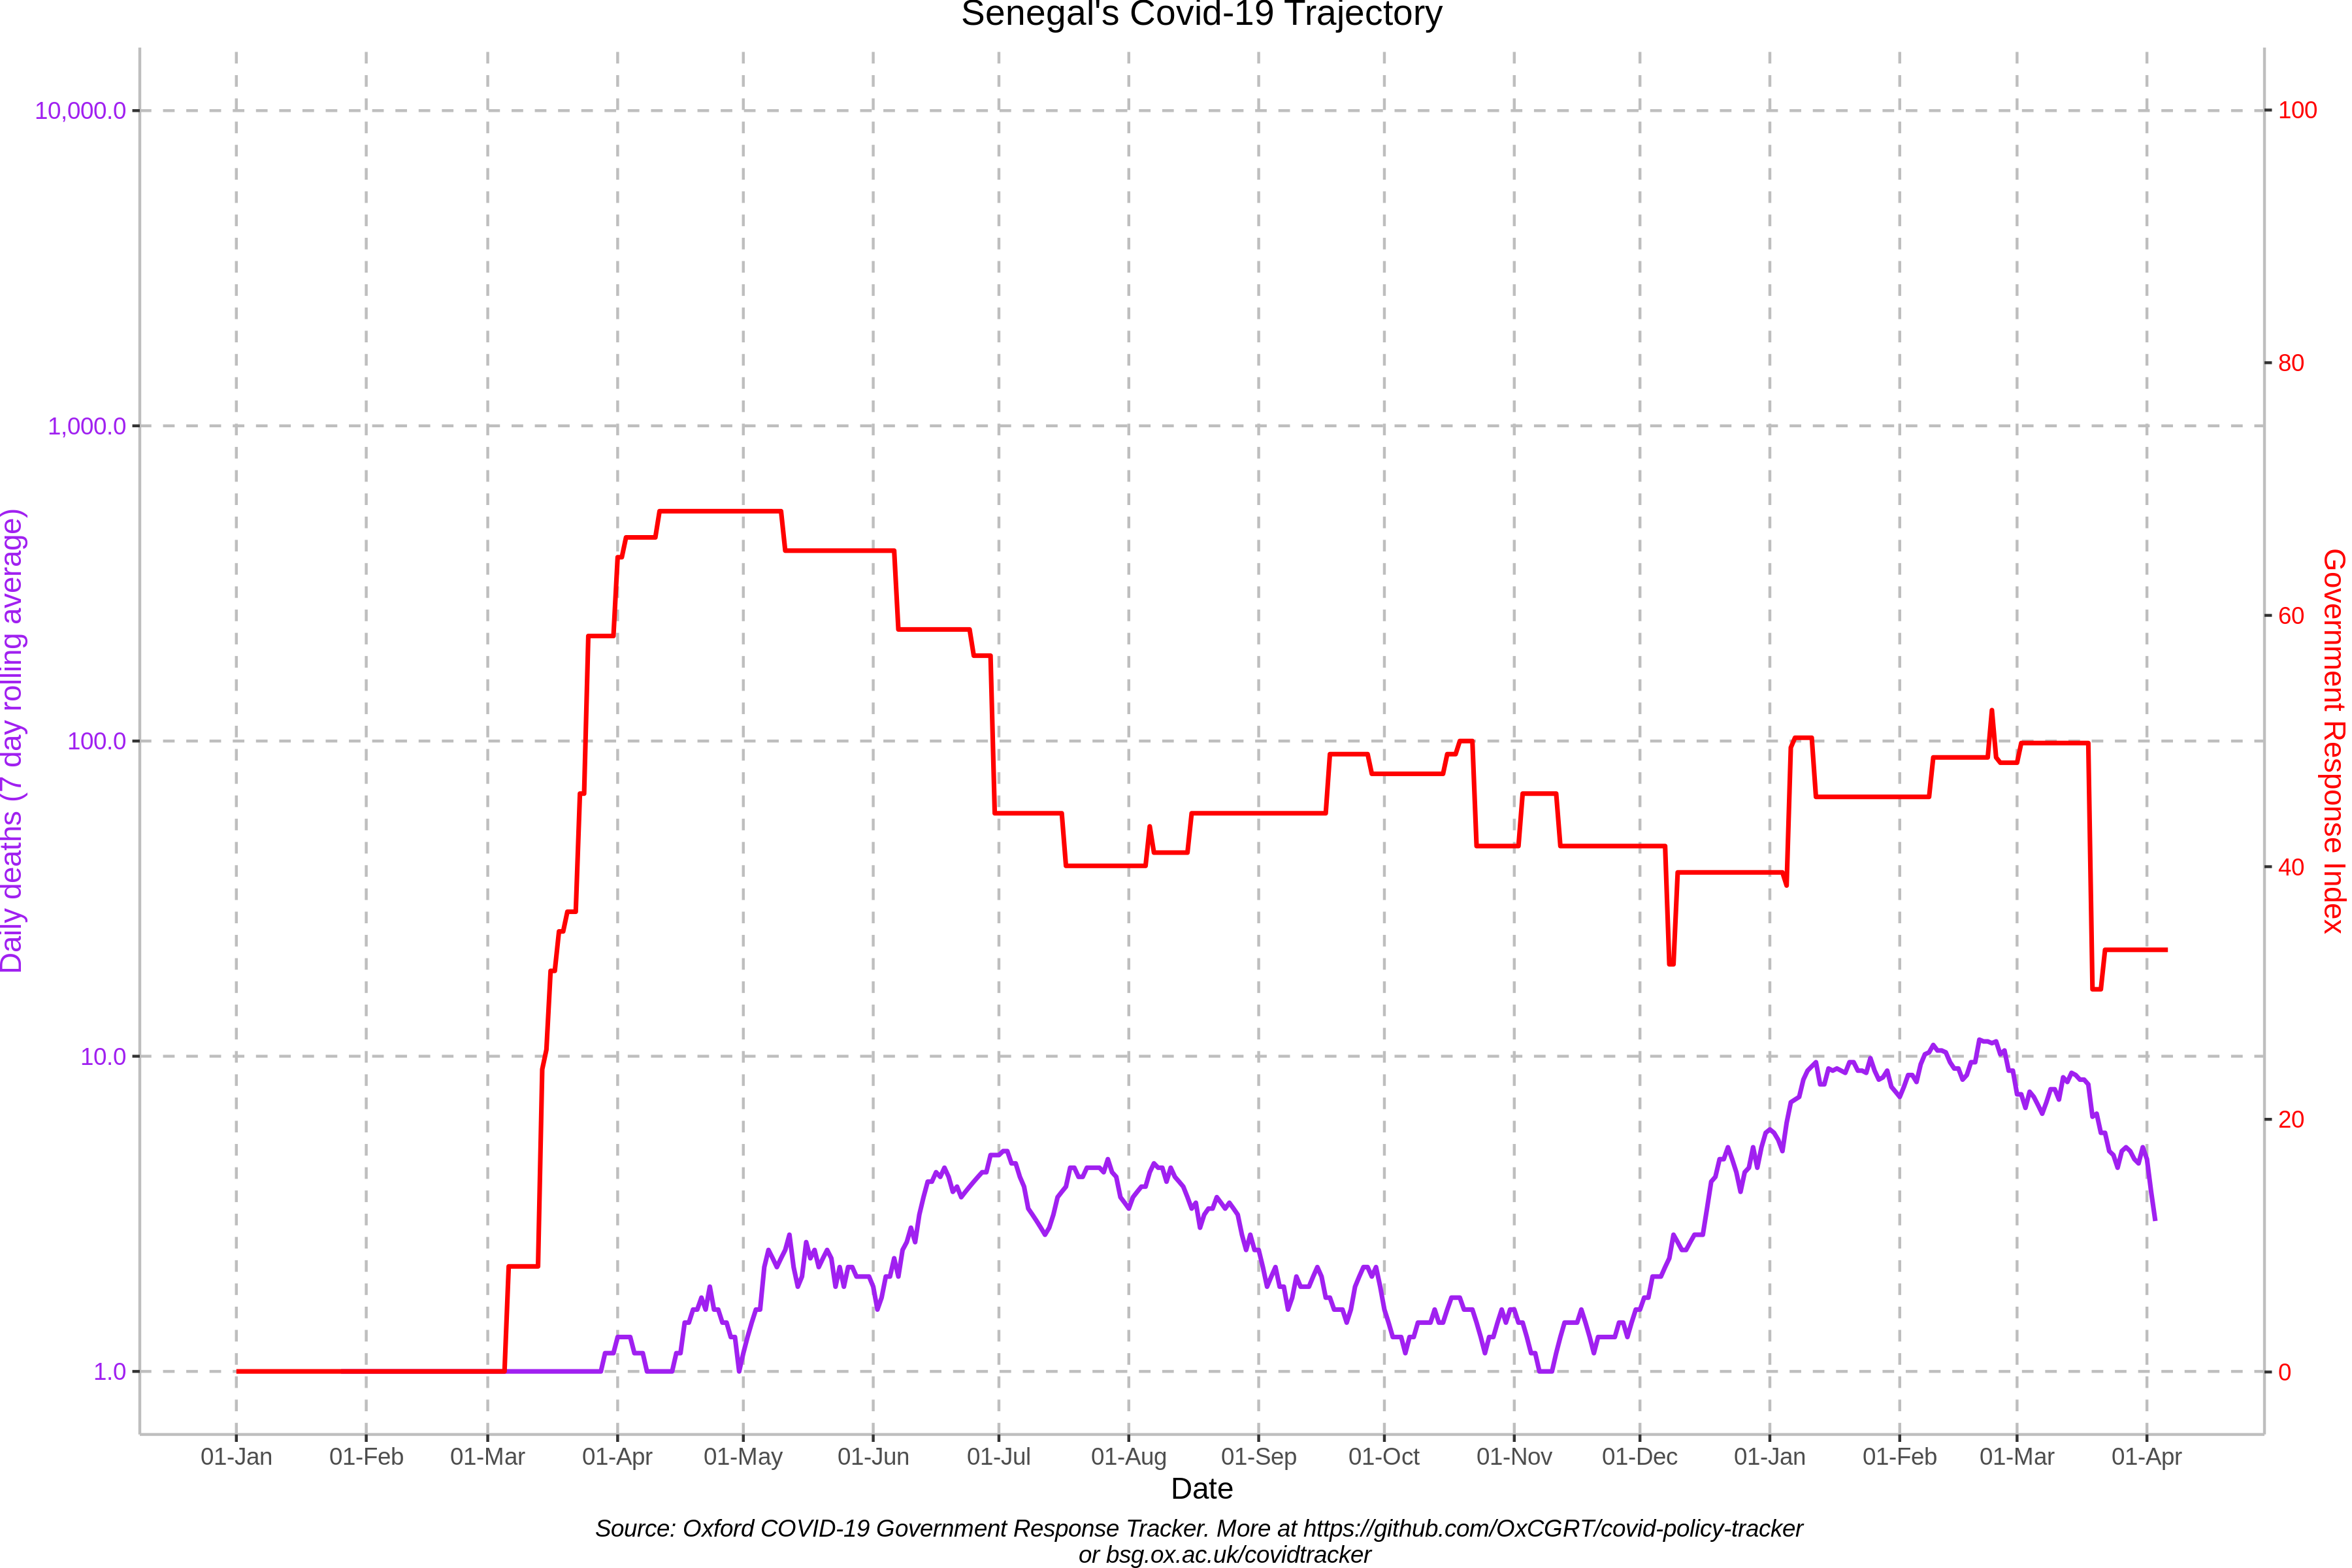 Senegal's Covid-19 Trajectory
Daily deaths (7 day rolling average)
10,000.0
1,000.0
100.0
10.0
1.0
100
80
60
40
20
0
Government Response Index
01-Jan 01-Feb 01-Mar 01-Apr 01-May 01-Jun 01-Jul 01-Aug 01-Sep 01-Oct 01-Nov 01-Dec 01-Jan 01-Feb 01-Mar 01-Apr
Date
Source: Oxford COVID-19 Government Response Tracker. More at https://github.com/OxCGRT/covid-policy-tracker
or bsg.ox.ac.uk/covidtracker